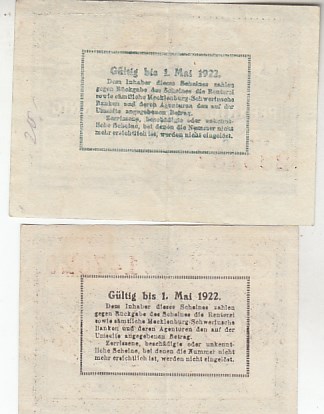 Gültig bis 1. Mai 1922.
Dem Inhaber dieses Scheines zahlen
gegen Rückgabe des Scheines die Renterei
sowie sämtliche Mecklenburg-Schwerinsche
Banken und deren Agenturen den auf der
Umseite angegebenen Betrag.
Zerrissene, beschädigte oder unkennt-
liche Scheine, bei denen die Nummer nicht
mehr ersichtlich ist, werden nicht eingelöst.
Gültig bis 1. Mai 1922.
Dem Inhaber dieses Scheines zahlen
gegen Rückgabe des Scheines die Renterei
sowie sämtliche Mecklenburg-Schwerinsche
Banken und deren Agenturen den auf der
Umseite angegebenen Betrag.
Zerrissene, beschädigte oder unkennt-
liche Scheine, bei denen die Nummer nicht
mehr ersichtlich ist, werden nicht eingelöst.